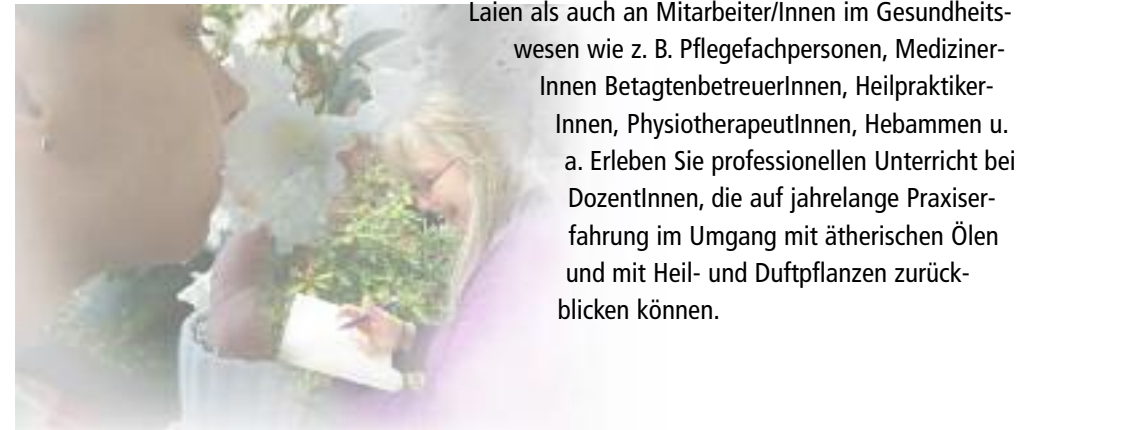 Laien als auch an Mitarbeiter/Innen im Gesundheits-
wesen wie z. B. Pflegefachpersonen, Mediziner-
Innen BetagtenbetreuerInnen, Heilpraktiker-
Innen, PhysiotherapeutInnen, Hebammen u.
a. Erleben Sie professionellen Unterricht bei
DozentInnen, die auf jahrelange Praxiser-
fahrung im Umgang mit ätherischen Ölen
und mit Heil- und Duftpflanzen zurück-
blicken können.